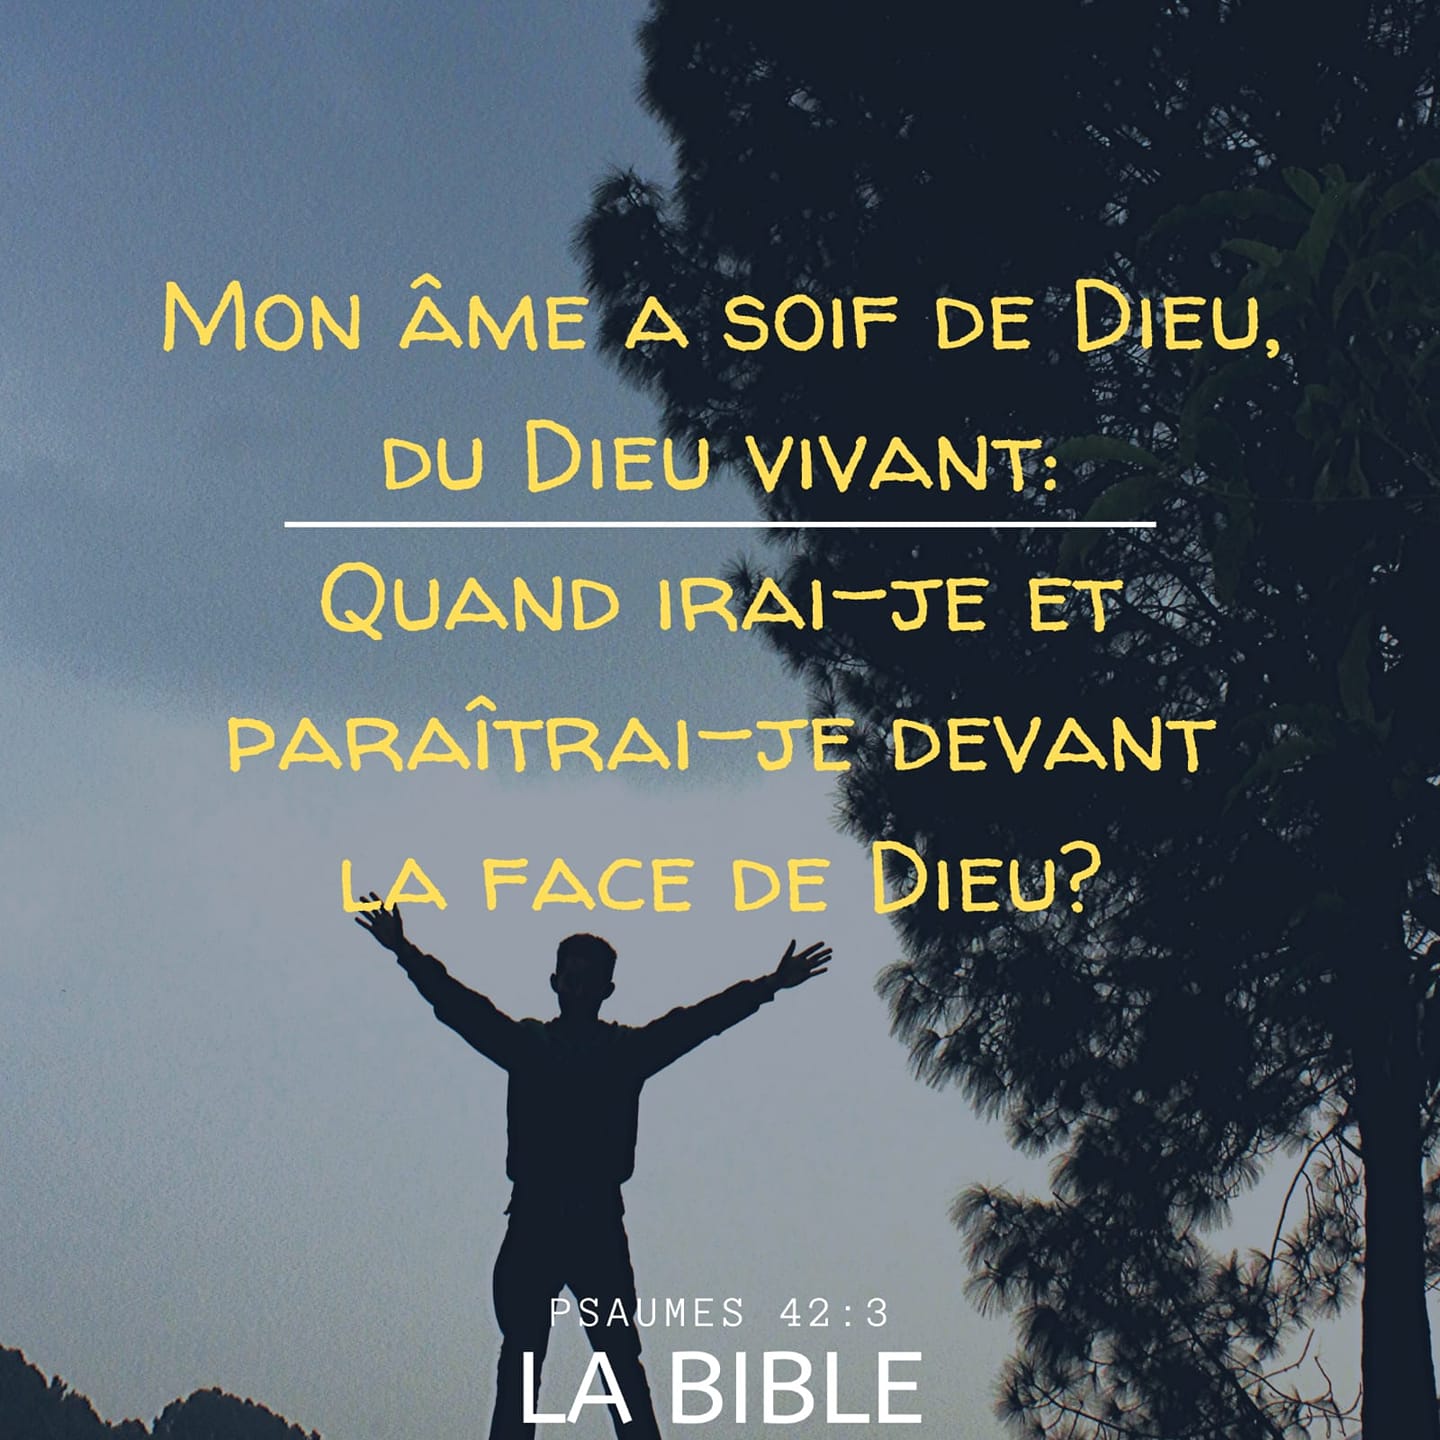 Mon âme a soif de Dieu,
du Dieu vivant:
Quand irai-je et
paraîtrai-je devant
la face de Dieu?
PSAUMES 42:3
LA BIBLE